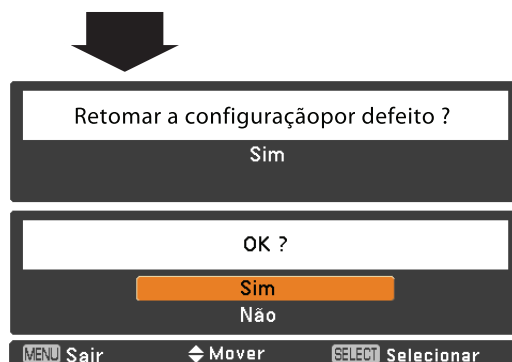 Retomar a configuraçãopor defeito ?
Sim
OK ?
Sim
Não
MENU Sair Mover SELECT Selecionar